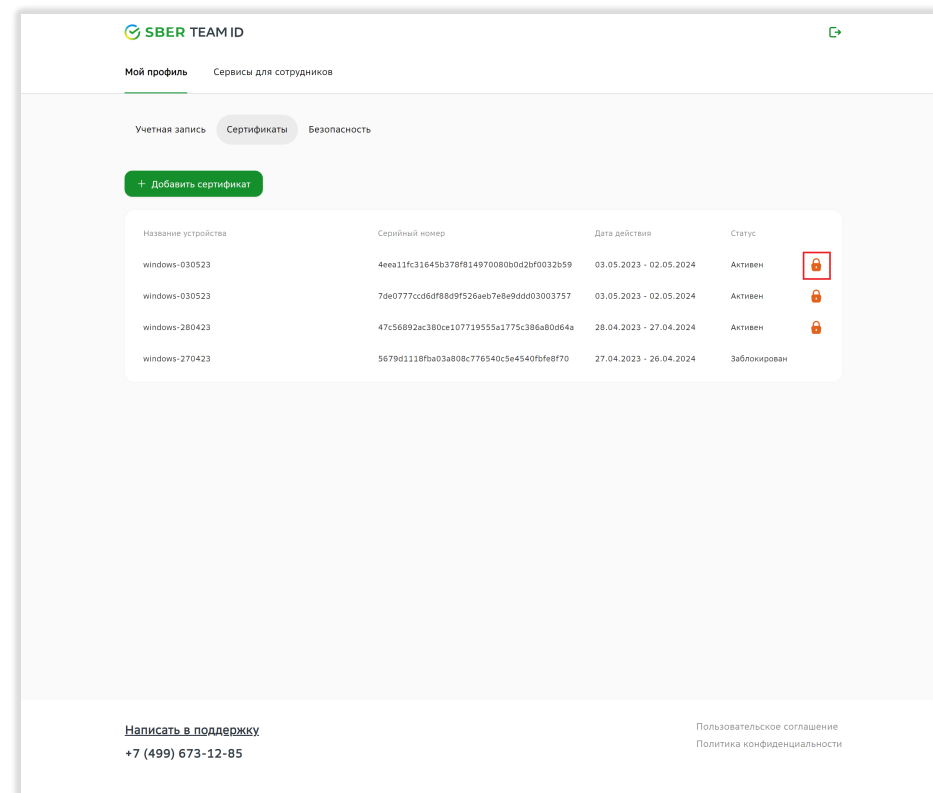 SBER TEAM ID
Мой профиль Сервисы для сотрудников
Учетная запись Сертификаты Безопасность
+ Добавить сертификат
Название устройства Серийный номер Дата действия Статус
windows-030523 4eea11fc31645b378f814970080b0d2bf0032b59 03.05.2023 - 02.05.2024 Активен
windows-030523 7de0777ccd6df88d9f526aeb7e8e9ddd03003757 03.05.2023 - 02.05.2024 Активен
windows-280423 47c56892ac380ce107719555a1775c386a80d64a 28.04.2023 - 27.04.2024 Активен
windows-270423 5679d1118fba03a808c776540c5e4540fbfe8f70 27.04.2023 - 26.04.2024 Заблокирован
Написать в поддержку
+7 (499) 673-12-85
Пользовательское соглашение
Политика конфиденциальности